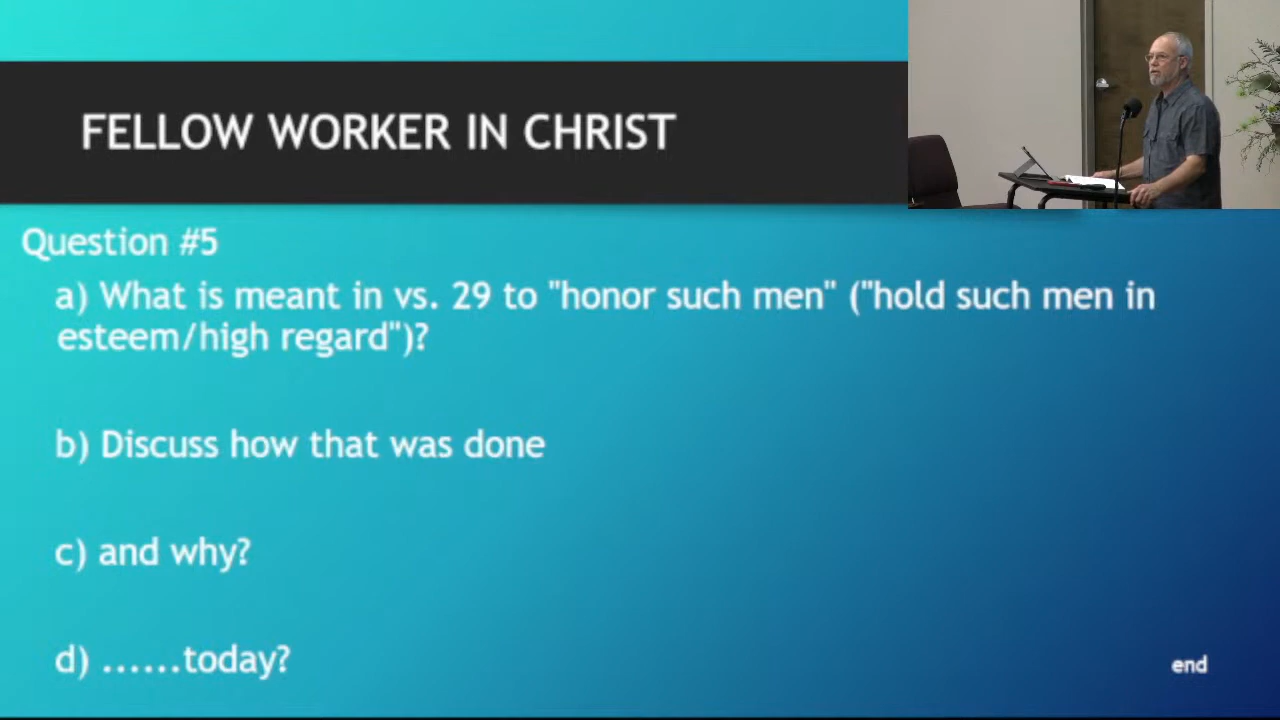 FELLOW WORKER IN CHRIST
Question #5
a) What is meant in vs. 29 to "honor such men" ("hold such men in
esteem/high regard")?
b) Discuss how that was done
c) and why?
d) ......today?
end